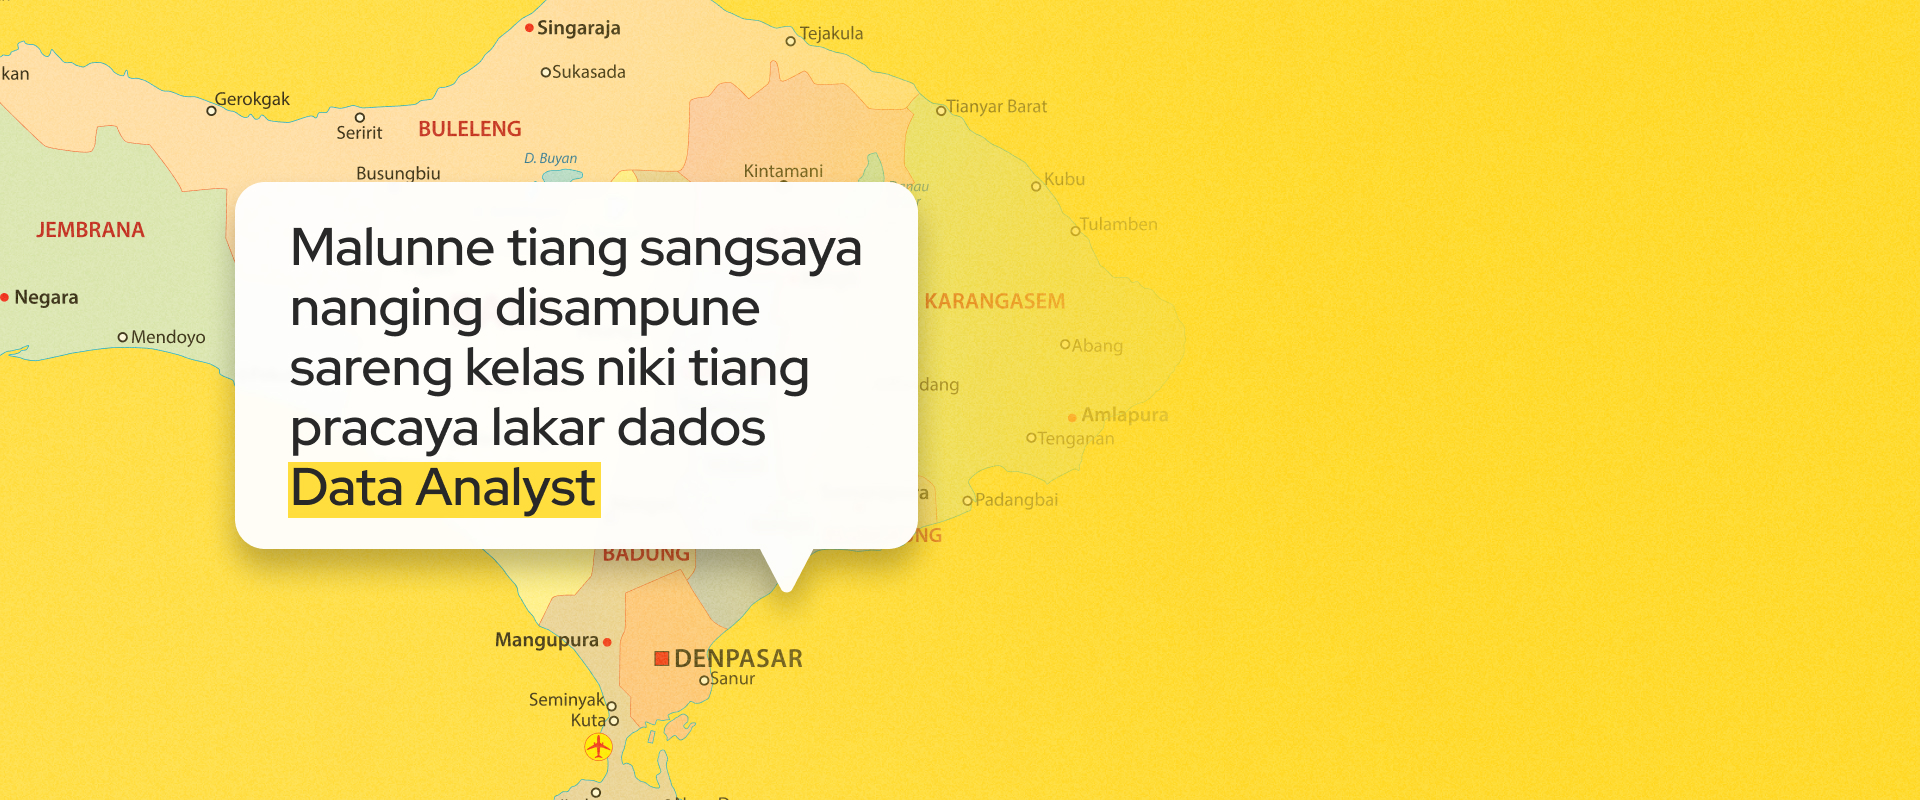 Singaraja
Tejakula
Sukasada
kan
Gerokgak
Tianyar Barat
Seririt
BULELENG
D. Buyan
Busungbiu
Kintamani
Kubu
Tulamben
JEMBRANA
Malunne tiang sangsaya
nanging disampune
sareng kelas niki tiang
pracaya lakar dados
Data Analyst
Negara
KARANGASEM
Mendoyo
Abang
dang
Amlapura
Tenganan
Padangbai
NG
BADUNG
Mangupura
DENPASAR
Sanur
Seminyak
Kuta